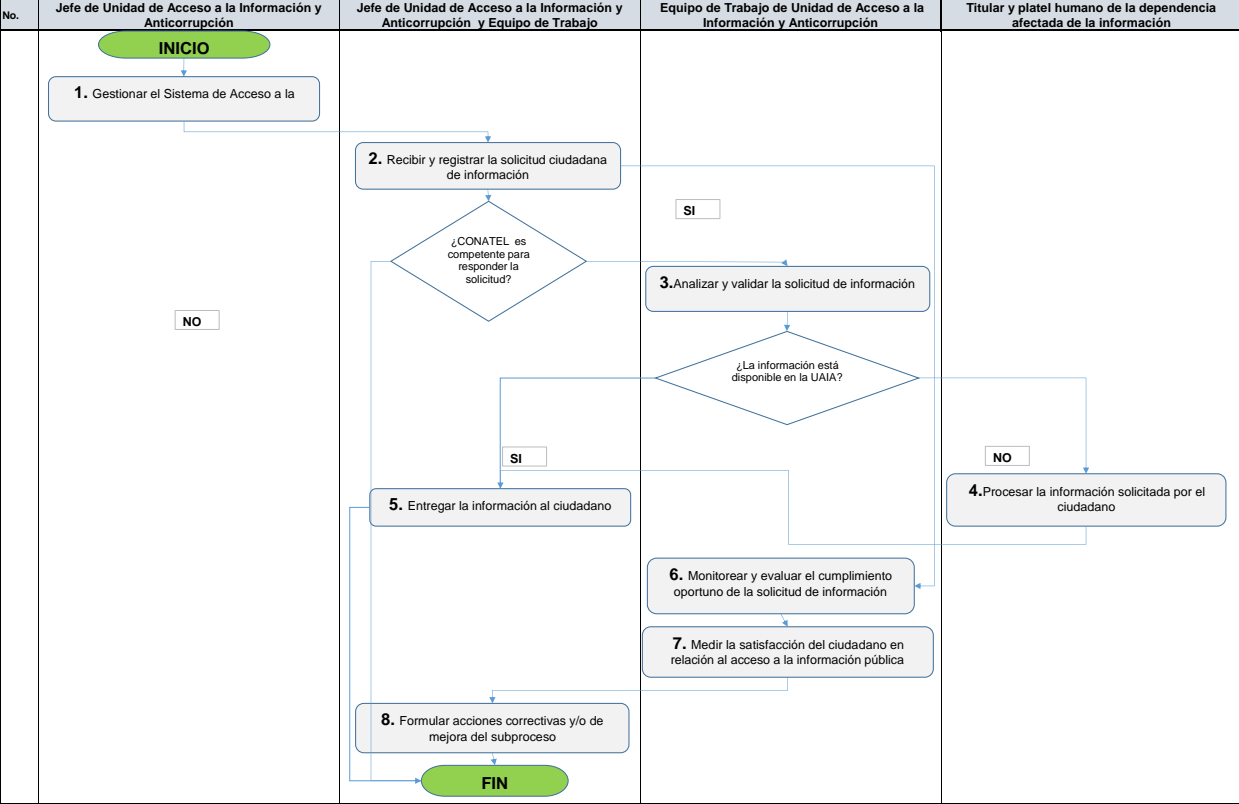 No.
Jefe de Unidad de Acceso a la Información y
Anticorrupción
Jefe de Unidad de Acceso a la Información y
Anticorrupción y Equipo de Trabajo
Equipo de Trabajo de Unidad de Acceso a la
Información y Anticorrupción
Titular y platel humano de la dependencia
afectada de la información
INICIO
1. Gestionar el Sistema de Acceso a la
2. Recibir y registrar la solicitud ciudadana
de información
SI
¿CONATEL es
competente para
responder la
solicitud?
3.Analizar y validar la solicitud de información
NO
¿La información está
disponible en la UAIA?
SI
NO
4.Procesar la información solicitada por el
ciudadano
5. Entregar la información al ciudadano
6. Monitorear y evaluar el cumplimiento
oportuno de la solicitud de información
7. Medir la satisfacción del ciudadano en
relación al acceso a la información pública
8. Formular acciones correctivas y/o de
mejora del subproceso
FIN